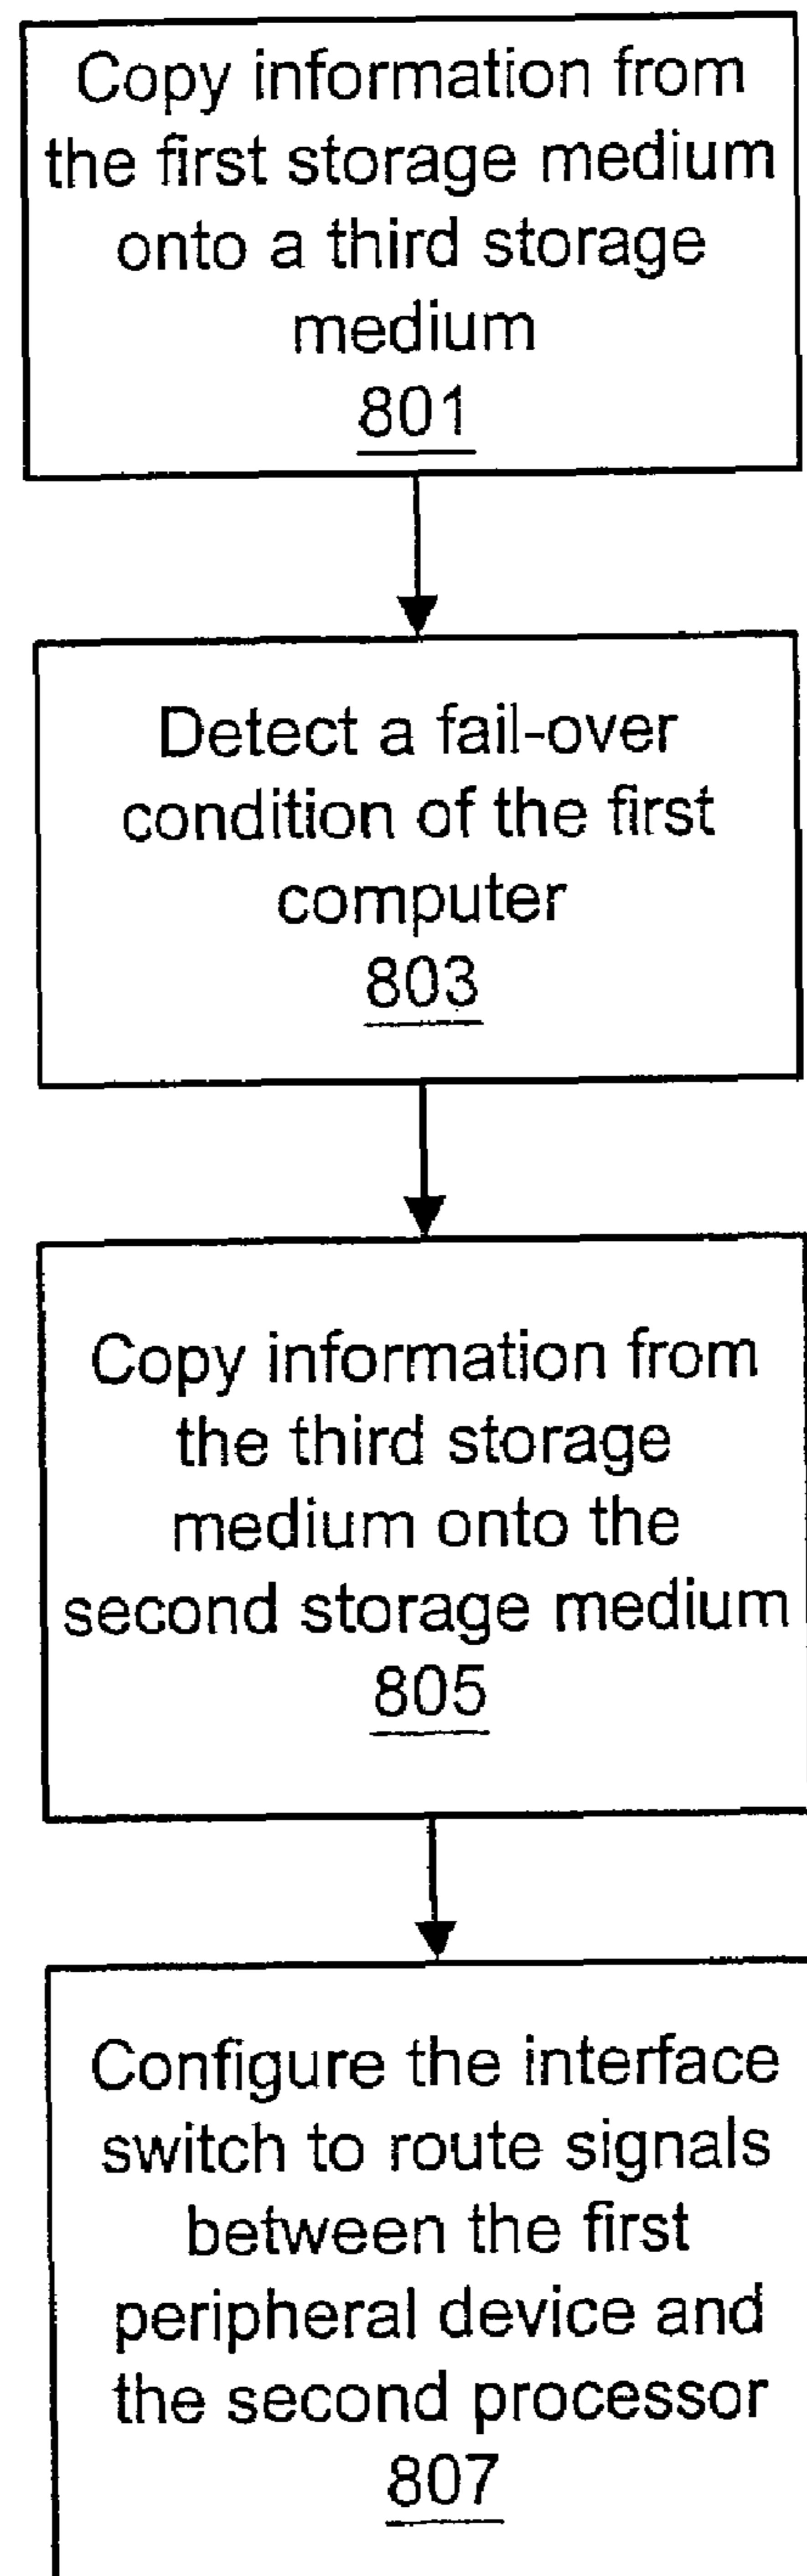 Copy information from
the first storage medium
onto a third storage
medium
801
Detect a fail-over
condition of the first
computer
803
Copy information from
the third storage
medium onto the
second storage medium
805
Configure the interface
switch to route signals
between the first
peripheral device and
the second processor
807